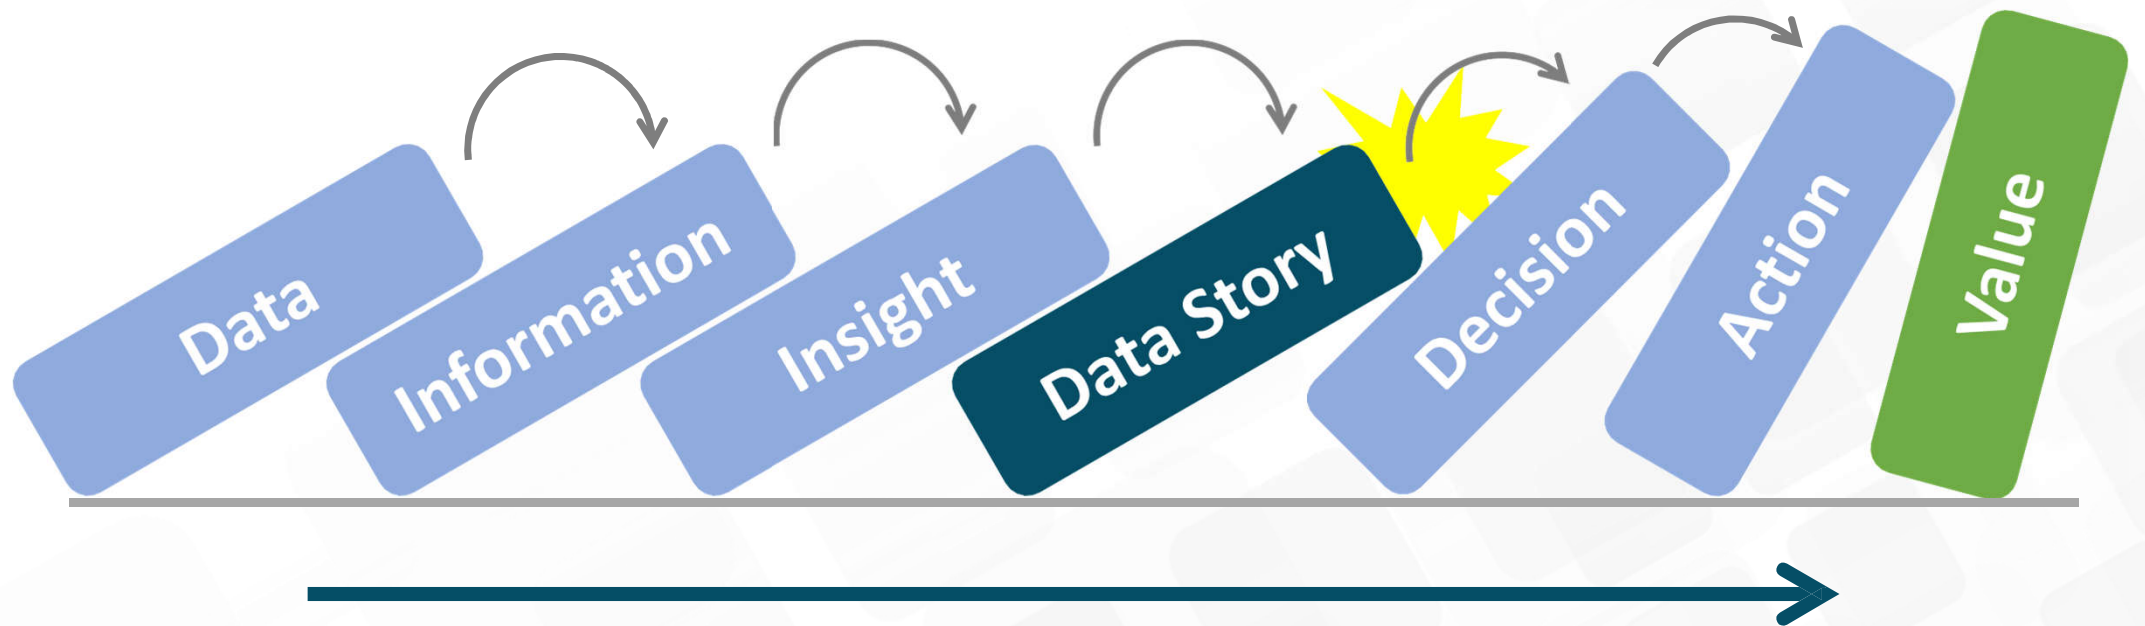 Data
Information
Insight
Data Story
Decision
Action
Value